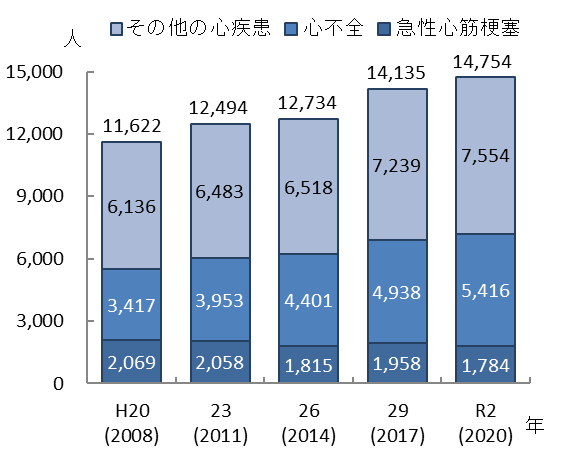 人
その他の心疾患 心不全 急性心筋梗塞
15,000
12,000
9,000
6,000
3,000
0
11,622 12,494 12,734 14,135 14,754
6,136 6,483 6,518 7,239 7,554
3,417 3,953 4,401 4,938 5,416
2,069 2,058 1,815 1,958 1,784
H20 23 26 29 R2
(2008) (2011) (2014) (2017) (2020)
年